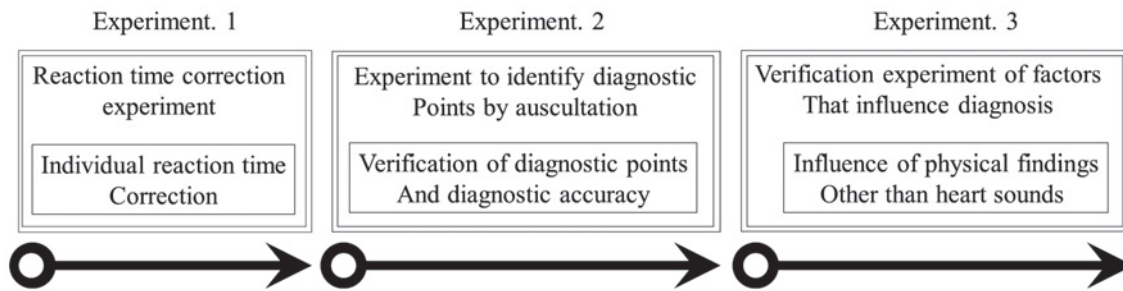 Experiment. 1
Reaction time correction
experiment
Individual reaction time
Correction
Experiment. 2
Experiment to identify diagnostic
Points by auscultation
Verification of diagnostic points
And diagnostic accuracy
Experiment. 3
Verification experiment of factors
That influence diagnosis
Influence of physical findings
Other than heart sounds